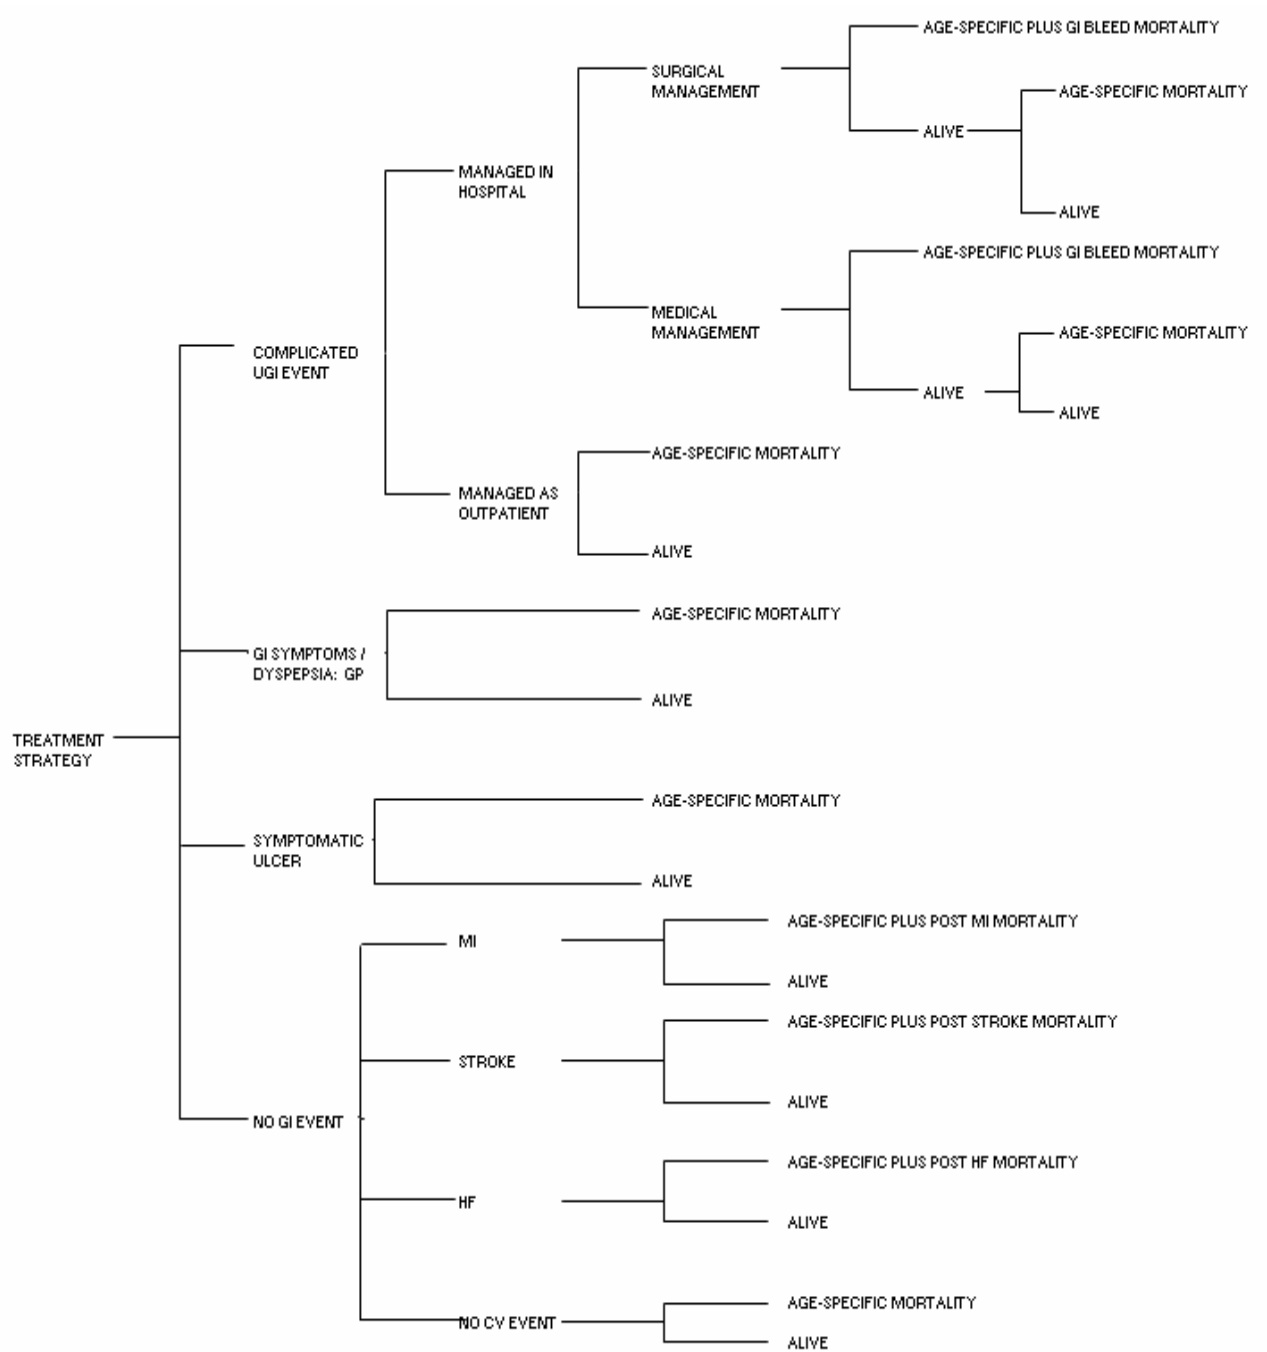 AGE-SPECIFIC PLUS GI BLEED MORTALITY
SURGICAL
MANAGEMENT
AGE-SPECIFIC MORTALITY
ALIVE
MANAGED IN
HOSPITAL
ALIVE
AGE-SPECIFIC PLUS GI BLEED MORTALITY
MEDICAL
MANAGEMENT
AGE-SPECIFIC MORTALITY
COMPLICATED
UGI EVENT
ALIVE
ALIVE
AGE-SPECIFIC MORTALITY
MANAGED AS
OUTPATIENT
ALIVE
AGE-SPECIFIC MORTALITY
GI SYMPTOMS /
DYSPEPSIA: GP
ALIVE
TREATMENT
STRATEGY
AGE-SPECIFIC MORTALITY
SYMPTOMATIC
ULCER
ALIVE
AGE-SPECIFIC PLUS POST MI MORTALITY
MI
ALIVE
AGE-SPECIFIC PLUS POST STROKE MORTALITY
STROKE
ALIVE
NO GI EVENT
AGE-SPECIFIC PLUS POST HF MORTALITY
HF
ALIVE
AGE-SPECIFIC MORTALITY
NO CV EVENT
ALIVE